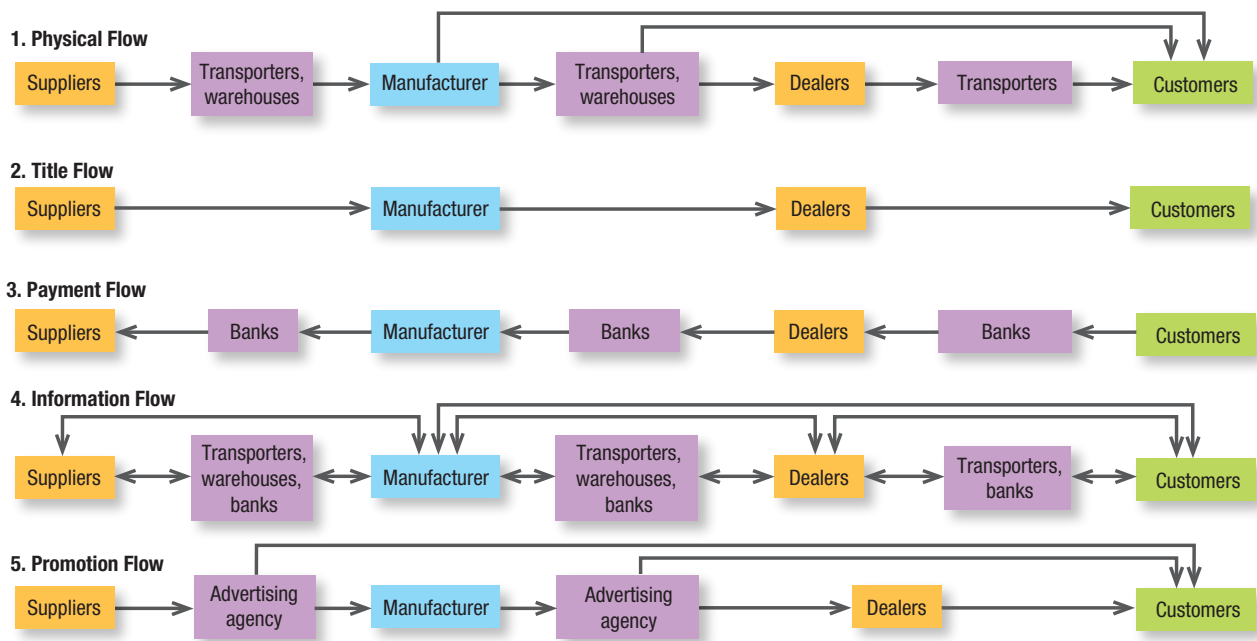 1. Physical Flow
Suppliers
Transporters,
warehouses
Manufacturer
Transporters,
warehouses
Dealers
Transporters
Customers
2. Title Flow
Suppliers
Manufacturer
Dealers
Customers
3. Payment Flow
Suppliers
Banks
Manufacturer
Banks
Dealers
Banks
Customers
4. Information Flow
Suppliers
Transporters,
warehouses,
banks
Manufacturer
Transporters,
warehouses,
banks
Dealers
Transporters,
banks
Customers
5. Promotion Flow
Suppliers
Advertising
agency
Manufacturer
Advertising
agency
Dealers
Customers